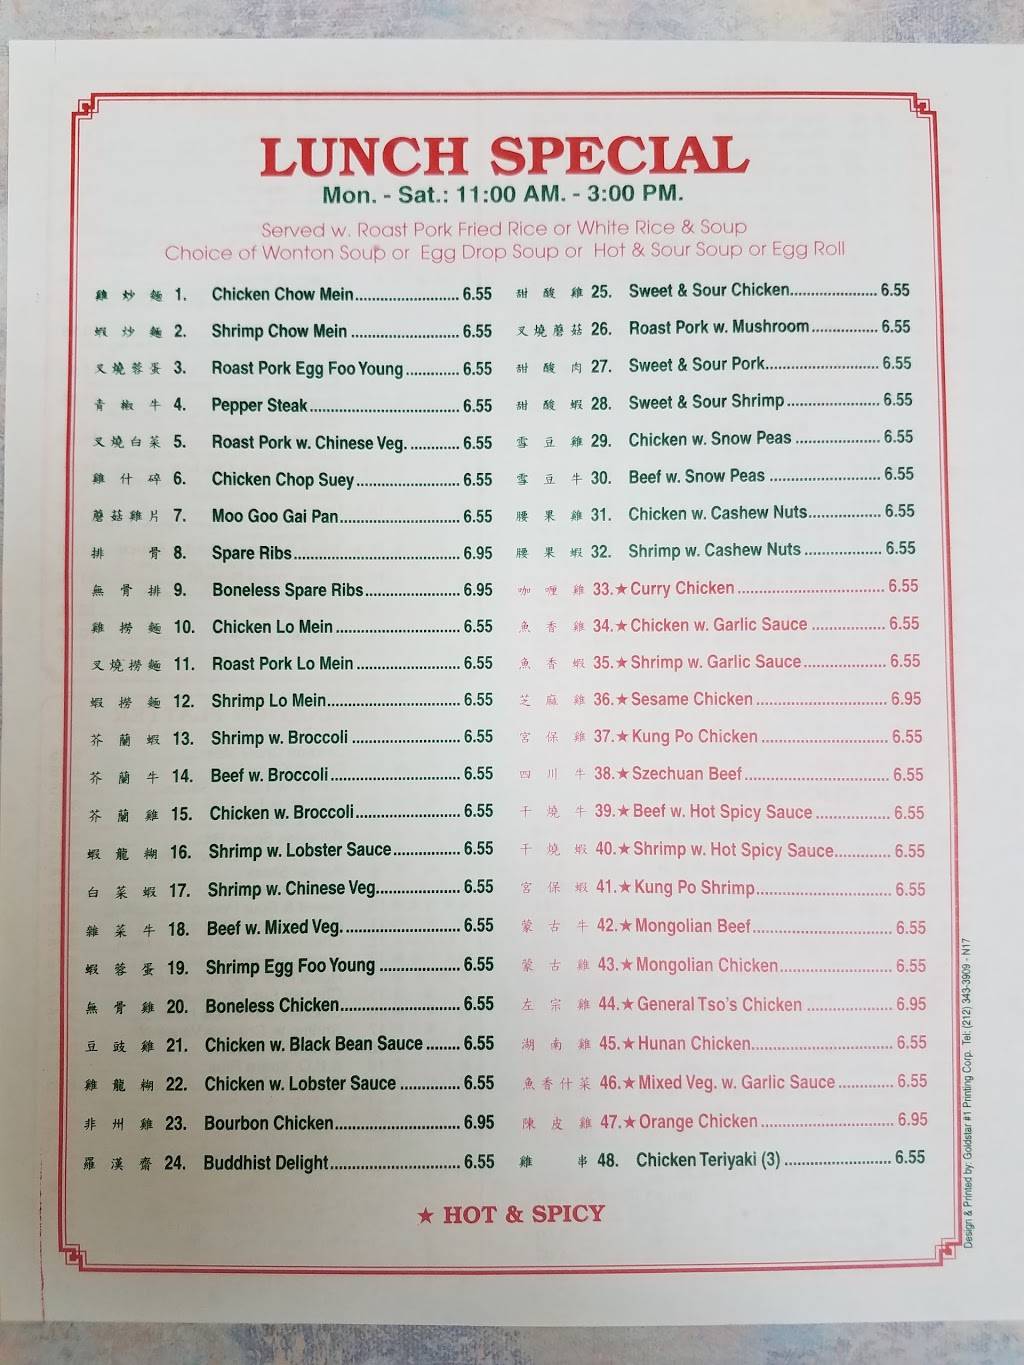 LUNCH SPECIAL
Mon. - Sat.: 11:00 AM. - 3:00 PM.
Served w. Roast Pork Fried Rice or White Rice & Soup
Choice of Wonton Soup or Egg Drop Soup or Hot & Sour Soup or Egg Roll
雞炒麵 1. Chicken Chow Mein 6.55
蝦炒麵 2. Shrimp Chow Mein 6.55
叉燒蓉蛋 3. Roast Pork Egg Foo Young 6.55
青椒牛 4. Pepper Steak 6.55
叉燒白菜 5. Roast Pork w. Chinese Veg. 6.55
雞什碎 6. Chicken Chop Suey 6.55
蘑菇雞片 7. Moo Goo Gai Pan 6.55
排骨 8. Spare Ribs 6.95
無骨排 9. Boneless Spare Ribs 6.95
雞撈麵 10. Chicken Lo Mein 6.55
叉燒撈麵 11. Roast Pork Lo Mein 6.55
蝦撈麵 12. Shrimp Lo Mein 6.55
芥蘭蝦 13. Shrimp w. Broccoli 6.55
芥蘭牛 14. Beef w. Broccoli 6.55
芥蘭雞 15. Chicken w. Broccoli 6.55
蝦龍糊 16. Shrimp w. Lobster Sauce 6.55
白菜蝦 17. Shrimp w. Chinese Veg. 6.55
雜菜牛 18. Beef w. Mixed Veg. 6.55
蝦蓉蛋 19. Shrimp Egg Foo Young 6.55
無骨雞 20. Boneless Chicken 6.55
豆豉雞 21. Chicken w. Black Bean Sauce 6.55
雞龍糊 22. Chicken w. Lobster Sauce 6.55
非州雞 23. Bourbon Chicken 6.95
羅漢齋 24. Buddhist Delight 6.55
甜酸雞 25. Sweet & Sour Chicken 6.55
叉燒蘑菇 26. Roast Pork w. Mushroom 6.55
甜酸肉 27. Sweet & Sour Pork 6.55
甜酸蝦 28. Sweet & Sour Shrimp 6.55
雪豆雞 29. Chicken w. Snow Peas 6.55
雪豆牛 30. Beef w. Snow Peas 6.55
腰果雞 31. Chicken w. Cashew Nuts 6.55
腰果蝦 32. Shrimp w. Cashew Nuts 6.55
咖喱雞 33.★ Curry Chicken 6.55
魚香雞 34.★ Chicken w. Garlic Sauce 6.55
魚香蝦 35.★ Shrimp w. Garlic Sauce 6.55
芝麻雞 36.★ Sesame Chicken 6.95
宮保雞 37.★ Kung Po Chicken 6.55
四川牛 38.★ Szechuan Beef 6.55
干燒牛 39.★ Beef w. Hot Spicy Sauce 6.55
干燒蝦 40.★ Shrimp w. Hot Spicy Sauce 6.55
宮保蝦 41.★ Kung Po Shrimp 6.55
蒙古牛 42.★ Mongolian Beef 6.55
蒙古雞 43.★ Mongolian Chicken 6.55
左宗雞 44.★ General Tso's Chicken 6.95
湖南雞 45.★ Hunan Chicken 6.55
魚香什菜 46.★ Mixed Veg. w. Garlic Sauce 6.55
陳皮雞 47.★ Orange Chicken 6.95
雞串 48. Chicken Teriyaki (3) 6.55
★ HOT & SPICY
Design & Printed by: Goldstar #1 Printing Corp. Tel: (212) 343-3909 - N17